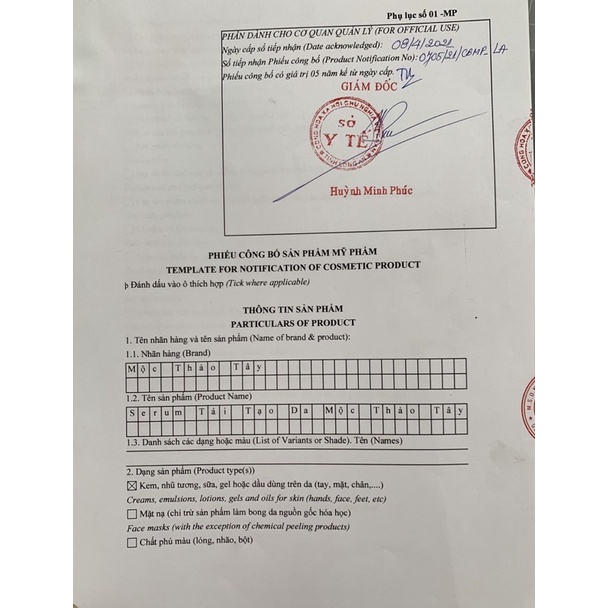 Phụ lục số 01 -MP
PHẦN DÀNH CHO CƠ QUAN QUẢN LÝ (FOR OFFICIAL USE)
Ngày cấp số tiếp nhận (Date acknowledged): 08/4/2021
Số tiếp nhận Phiếu công bố (Product Notification No): 0705/21/CBMP_LA
Phiếu công bố có giá trị 05 năm kể từ ngày cấp.
GIÁM ĐỐC
SỞ
Y TẾ
Huỳnh Minh Phúc
PHIẾU CÔNG BỐ SẢN PHẨM MỸ PHẨM
TEMPLATE FOR NOTIFICATION OF COSMETIC PRODUCT
þ Đánh dấu vào ô thích hợp (Tick where applicable)
THÔNG TIN SẢN PHẨM
PARTICULARS OF PRODUCT
1. Tên nhãn hàng và tên sản phẩm (Name of brand & product):
1.1. Nhãn hàng (Brand)
Mộc Thảo Tây
1.2. Tên sản phẩm (Product Name)
Serum Tái Tạo Da Mộc Thảo Tây
1.3. Danh sách các dạng hoặc màu (List of Variants or Shade). Tên (Names)
2. Dạng sản phẩm (Product type(s))
Kem, nhũ tương, sữa, gel hoặc dầu dùng trên da (tay, mặt, chân,....)
Creams, emulsions, lotions, gels and oils for skin (hands, face, feet, etc)
Mặt nạ (chỉ trừ sản phẩm làm bong da nguồn gốc hóa học)
Face masks (with the exception of chemical peeling products)
Chất phủ màu (lỏng, nhão, bột)